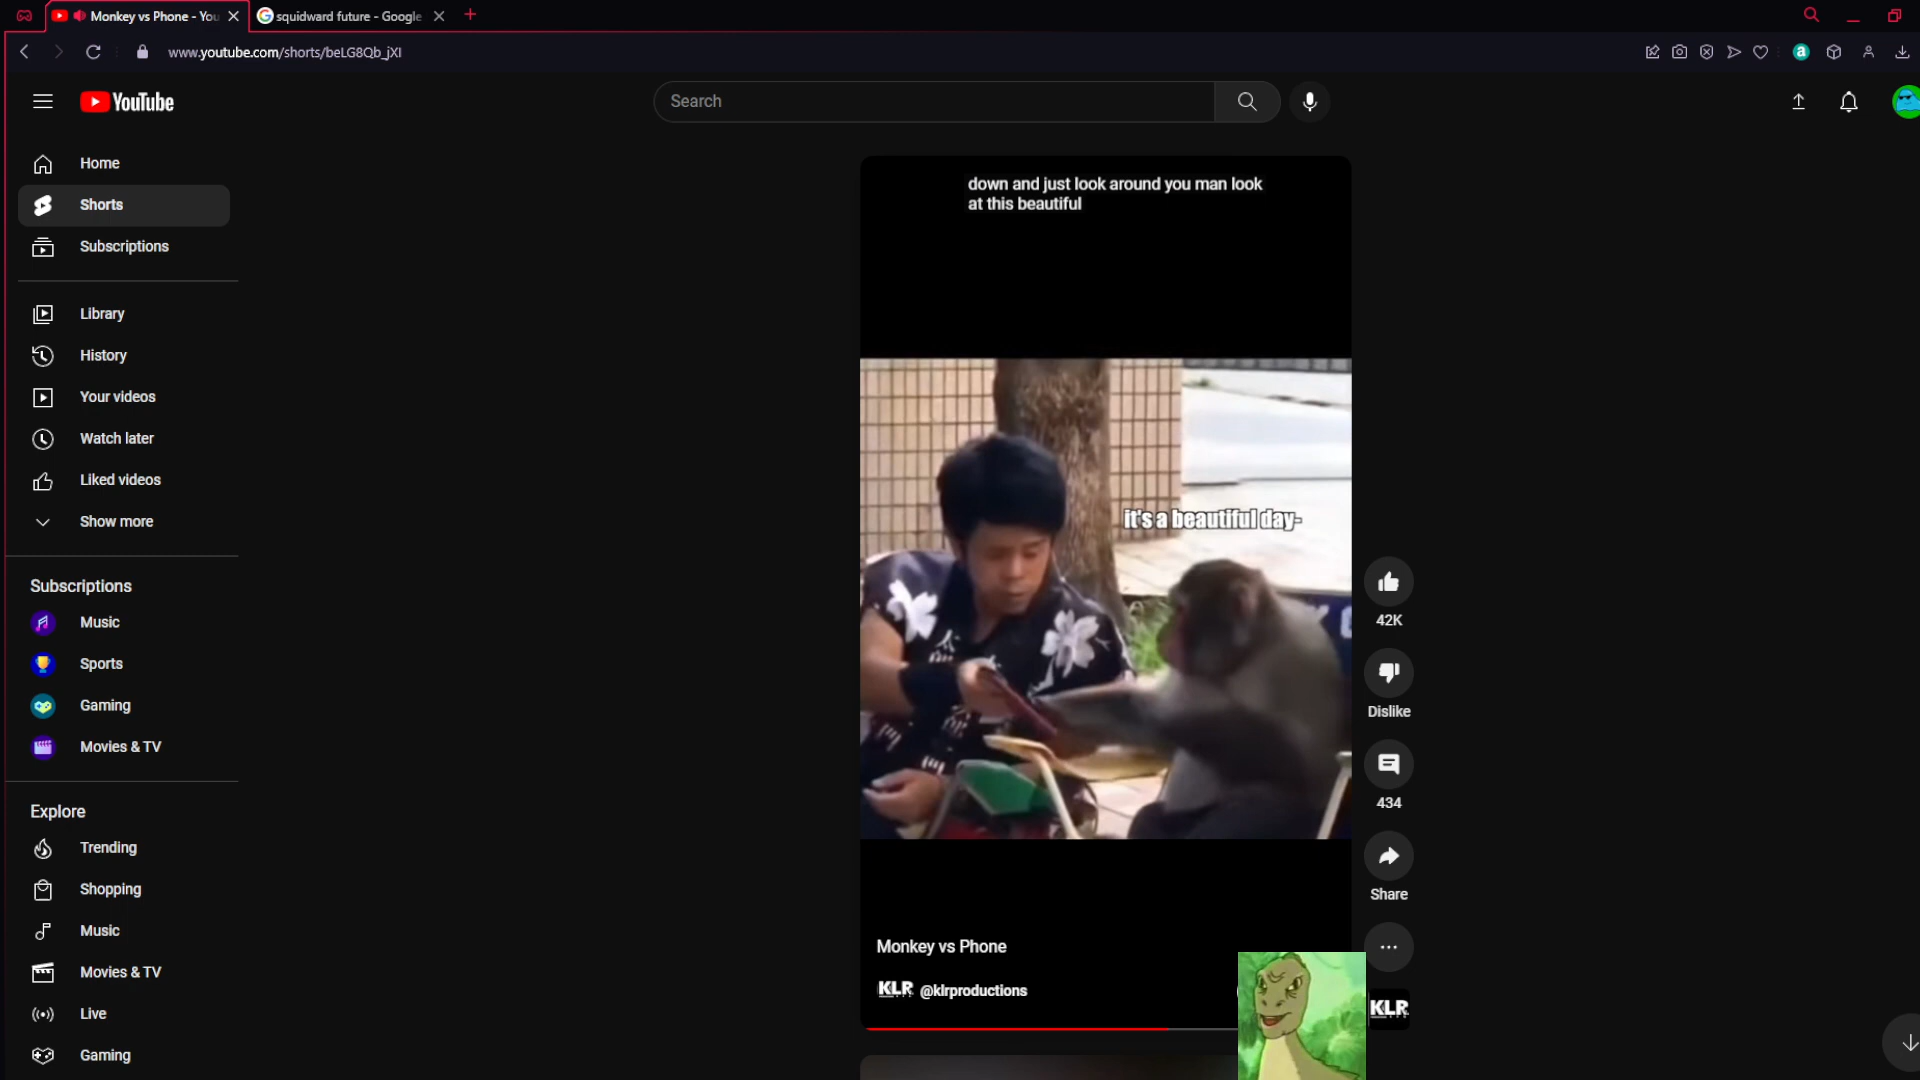 Monkey vs Phone - You
squidward future - Google
www.youtube.com/shorts/beLG8Qb_jXI
YouTube
Search
Home
Shorts
Subscriptions
Library
History
Your videos
Watch later
Liked videos
Show more
Subscriptions
Music
Sports
Gaming
Movies & TV
Explore
Trending
Shopping
Music
Movies & TV
Live
Gaming
down and just look around you man look
at this beautiful
it's a beautiful day-
Monkey vs Phone
KLR @klrproductions
42K
Dislike
434
Share
KLR